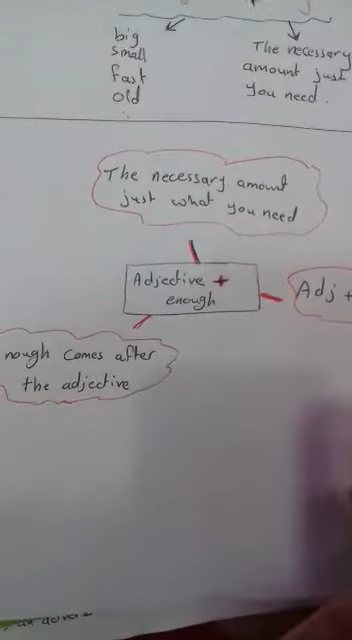 big
small
fast
old
The necessary
amount just
you need.
The necessary amount
just what you need
Adjective +
enough
Adj +
nough comes after
the adjective